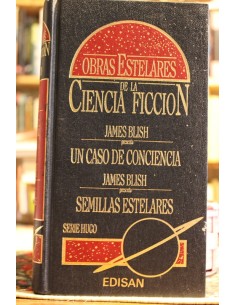 OBRAS ESTELARES
DE LA
CIENCIA FICCION
JAMES BLISH
UN CASO DE CONCIENCIA
JAMES BLISH
SEMILLAS ESTELARES
SERIE HUGO
EDISAN